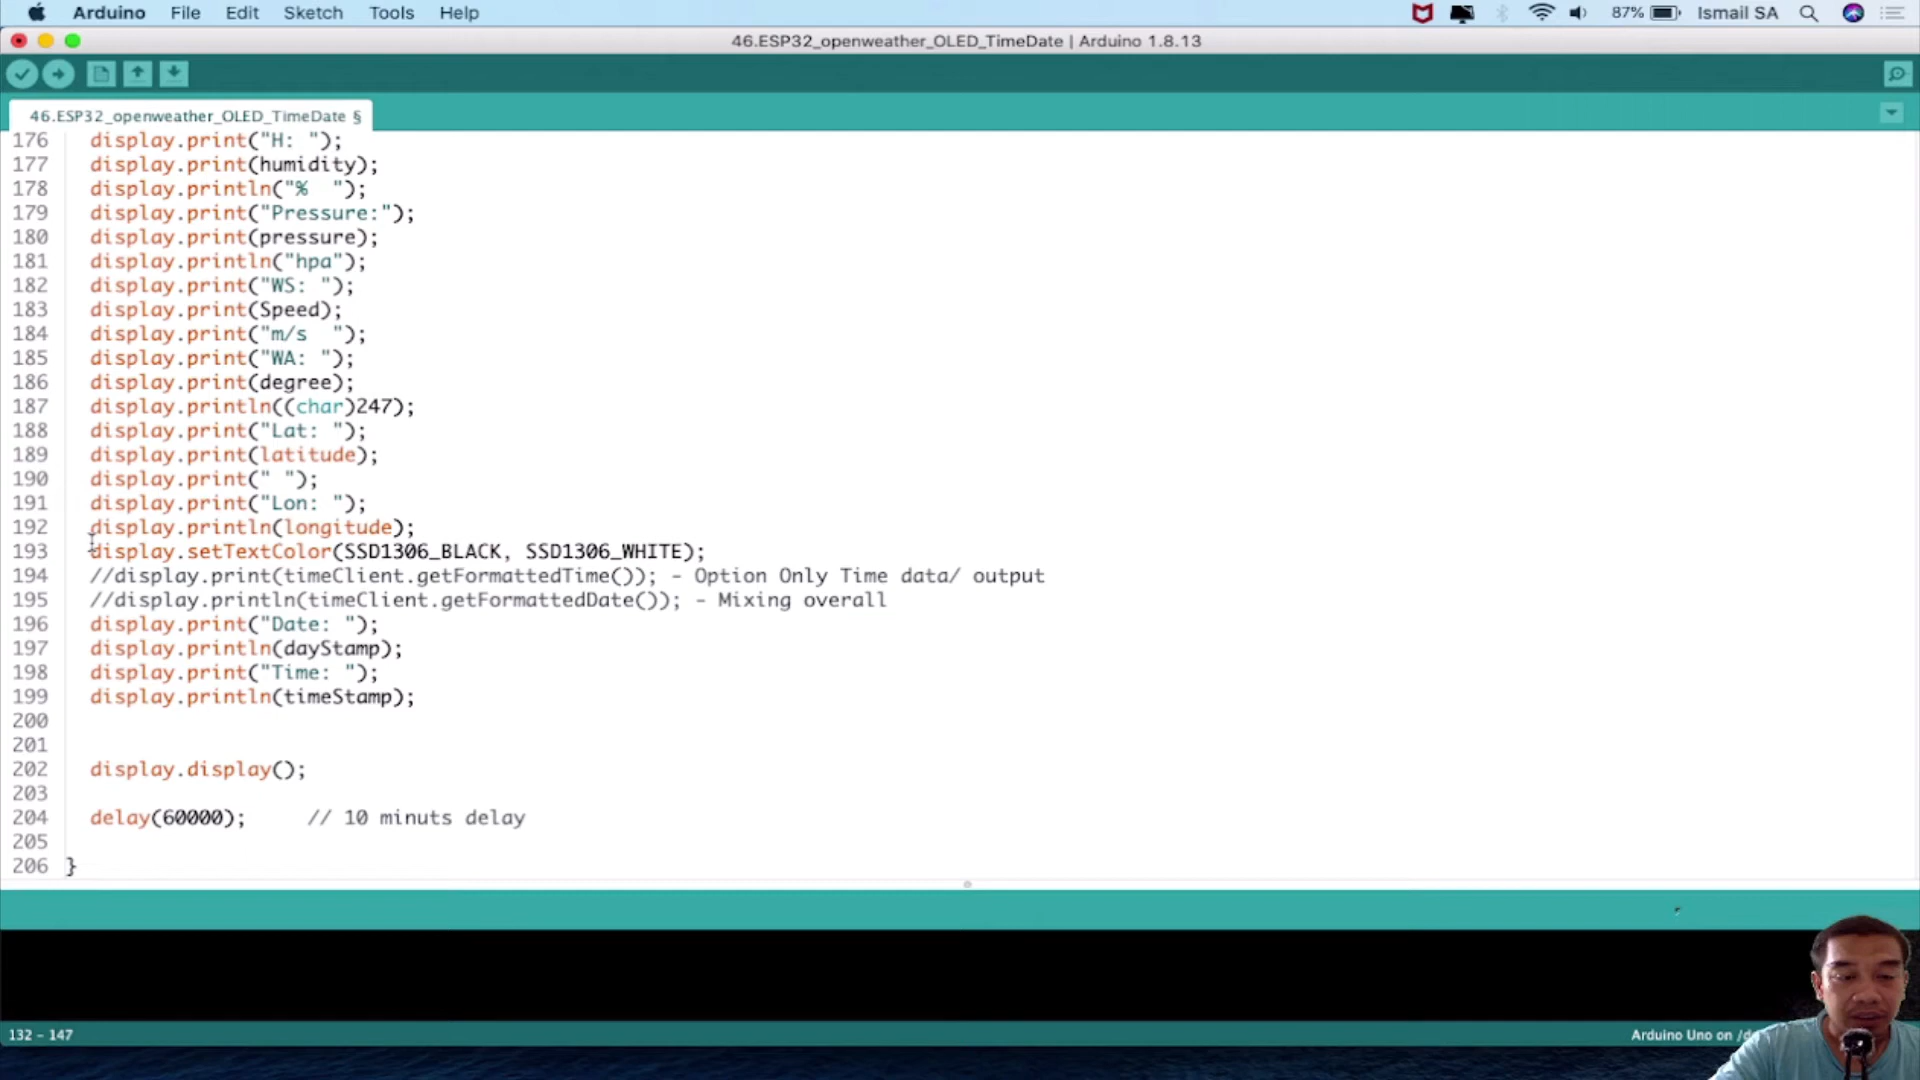 Arduino File Edit Sketch Tools Help 87% Ismail SA
46.ESP32_openweather_OLED_TimeDate | Arduino 1.8.13
46.ESP32_openweather_OLED_TimeDate §
176 display.print("H: ");
177 display.print(humidity);
178 display.println("%  ");
179 display.print("Pressure:");
180 display.print(pressure);
181 display.println("hpa");
182 display.print("WS: ");
183 display.print(Speed);
184 display.print("m/s  ");
185 display.print("WA: ");
186 display.print(degree);
187 display.println((char)247);
188 display.print("Lat: ");
189 display.print(latitude);
190 display.print(" ");
191 display.print("Lon: ");
192 display.println(longitude);
193 display.setTextColor(SSD1306_BLACK, SSD1306_WHITE);
194 //display.print(timeClient.getFormattedTime()); - Option Only Time data/ output
195 //display.println(timeClient.getFormattedDate()); - Mixing overall
196 display.print("Date: ");
197 display.println(dayStamp);
198 display.print("Time: ");
199 display.println(timeStamp);
200
201
202 display.display();
203
204 delay(60000);     // 10 minuts delay
205
206 }
132 - 147 Arduino Uno on